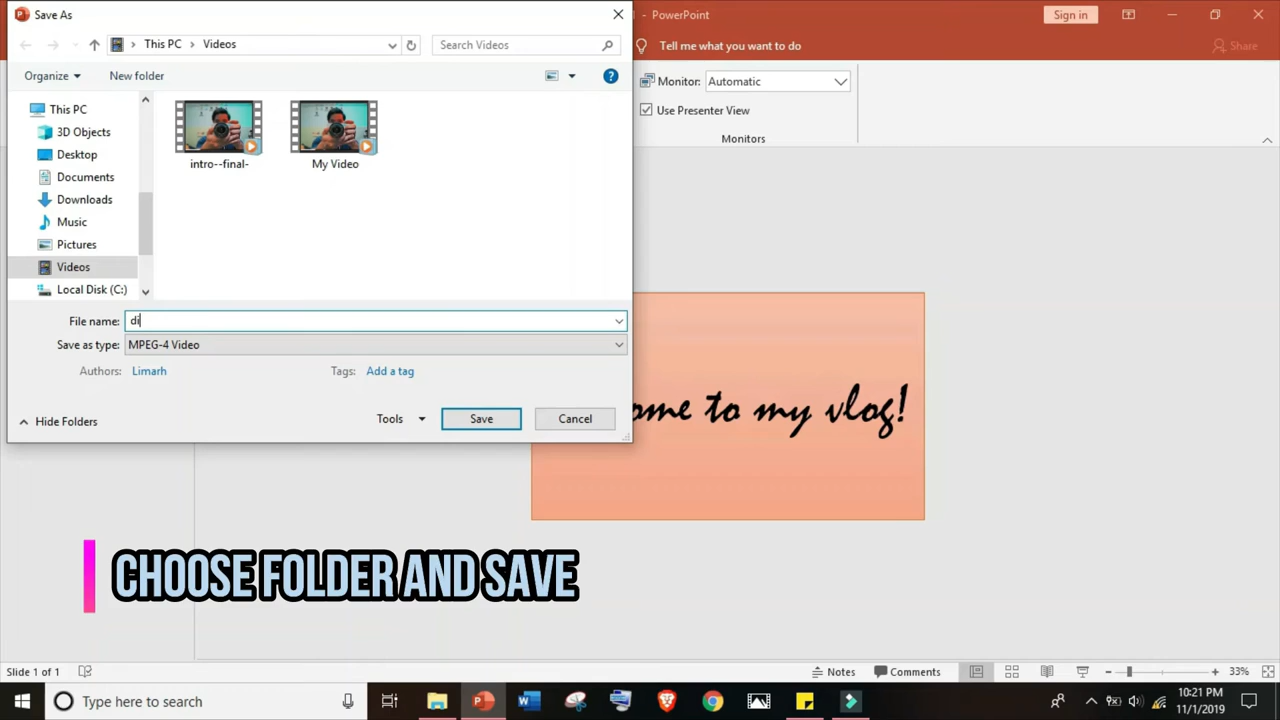 Save As
- PowerPoint
Sign in
This PC > Videos
Search Videos
Tell me what you want to do
Share
Organize
New folder
Monitor: Automatic
Use Presenter View
Monitors
This PC
3D Objects
Desktop
Documents
Downloads
Music
Pictures
Videos
Local Disk (C:)
intro--final-
My Video
File name: di
Save as type: MPEG-4 Video
Authors: Limarh
Tags: Add a tag
Hide Folders
Tools
Save
Cancel
ome to my vlog!
CHOOSE FOLDER AND SAVE
Slide 1 of 1
Notes
Comments
33%
Type here to search
10:21 PM
11/1/2019